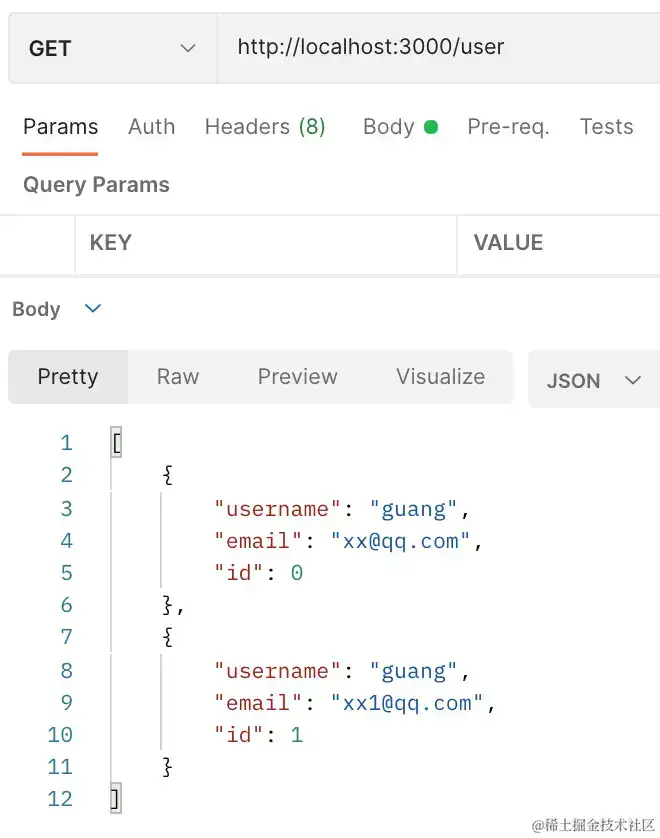 GET http://localhost:3000/user
Params Auth Headers (8) Body Pre-req. Tests
Query Params
KEY VALUE
Body
Pretty Raw Preview Visualize JSON
1 [
2 {
3 "username": "guang",
4 "email": "xx@qq.com",
5 "id": 0
6 },
7 {
8 "username": "guang",
9 "email": "xx1@qq.com",
10 "id": 1
11 }
12 ]
@稀土掘金技术社区